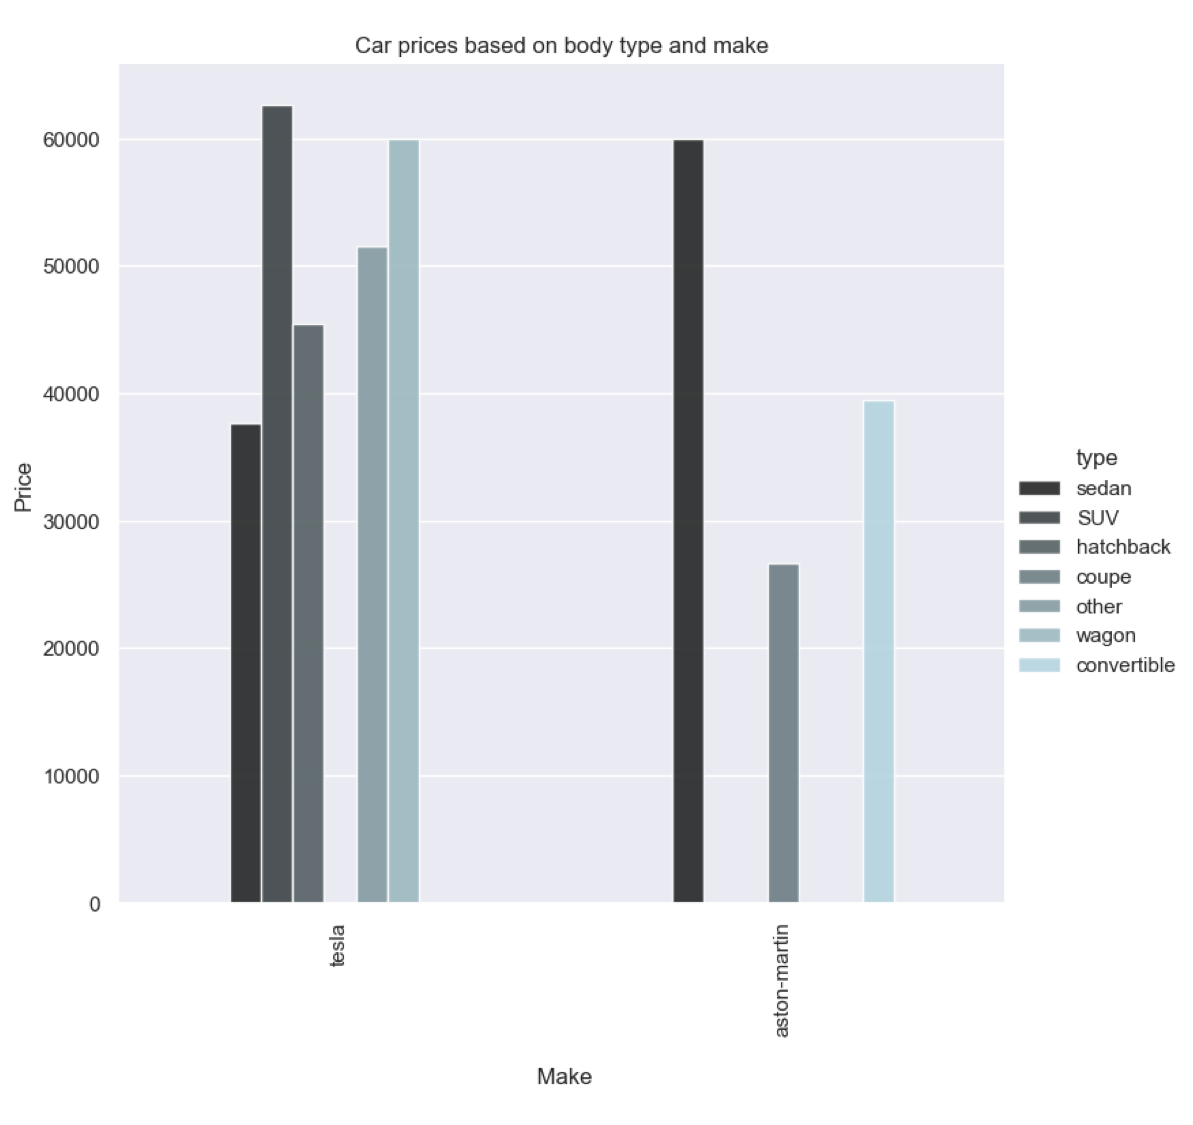 Car prices based on body type and make
60000
50000
40000
30000
20000
10000
0
Price
tesla
aston-martin
Make
type
sedan
SUV
hatchback
coupe
other
wagon
convertible